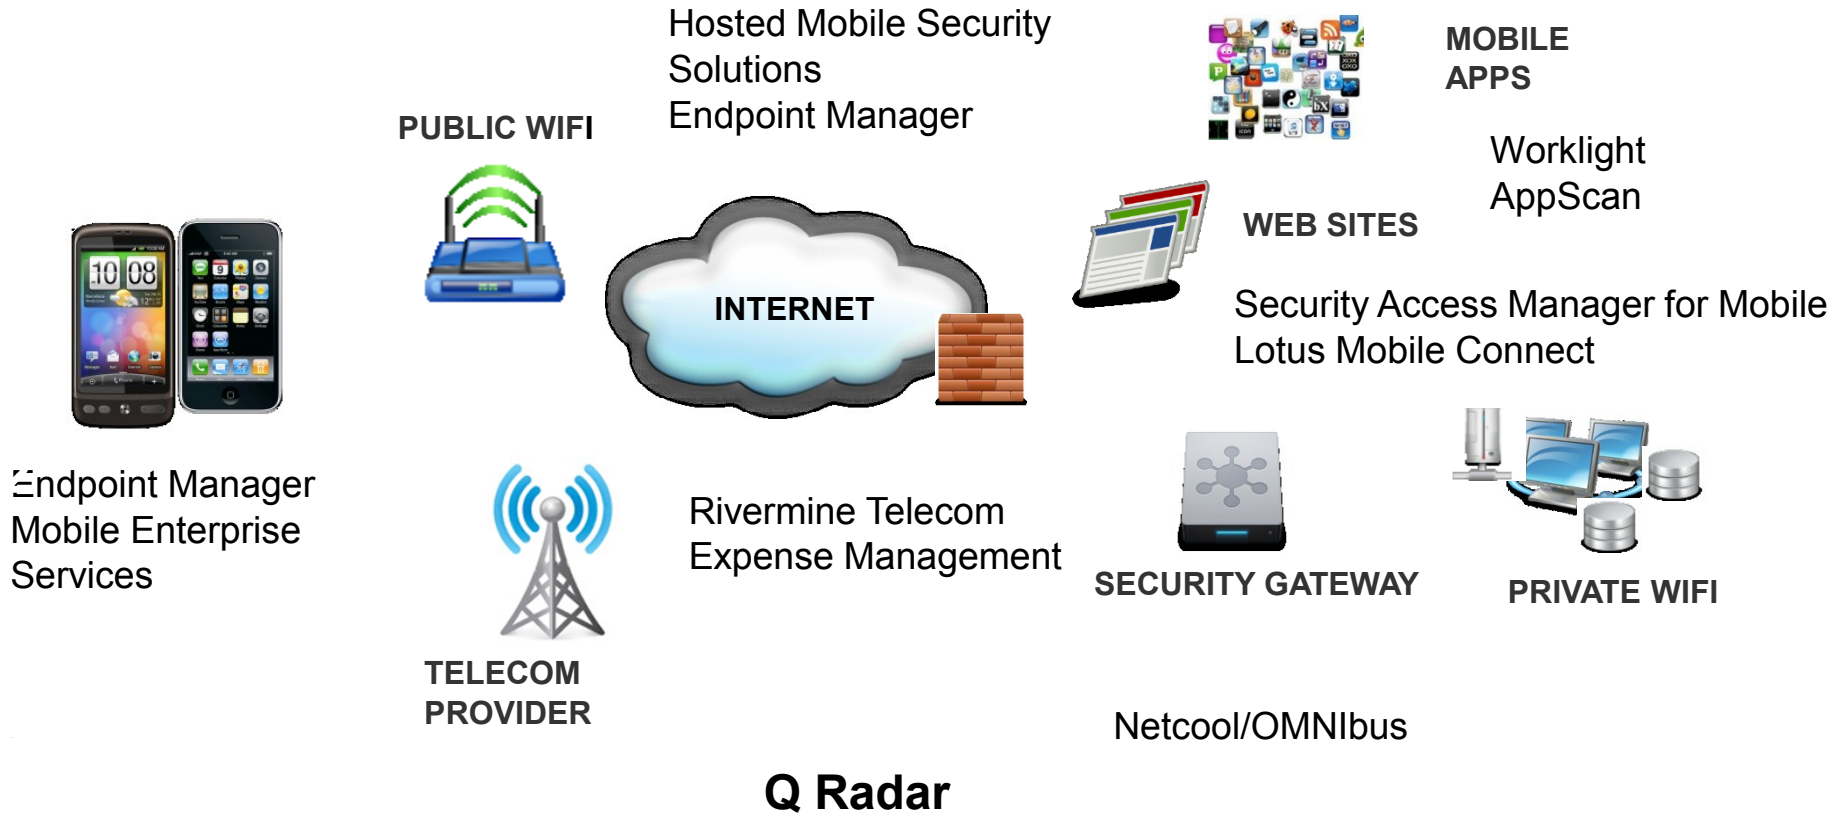 Hosted Mobile Security
Solutions
Endpoint Manager
MOBILE
APPS
PUBLIC WIFI
Worklight
AppScan
WEB SITES
10 08
INTERNET
Security Access Manager for Mobile
Lotus Mobile Connect
Endpoint Manager
Mobile Enterprise
Services
Rivermine Telecom
Expense Management
SECURITY GATEWAY
PRIVATE WIFI
TELECOM
PROVIDER
Netcool/OMNIbus
Q Radar